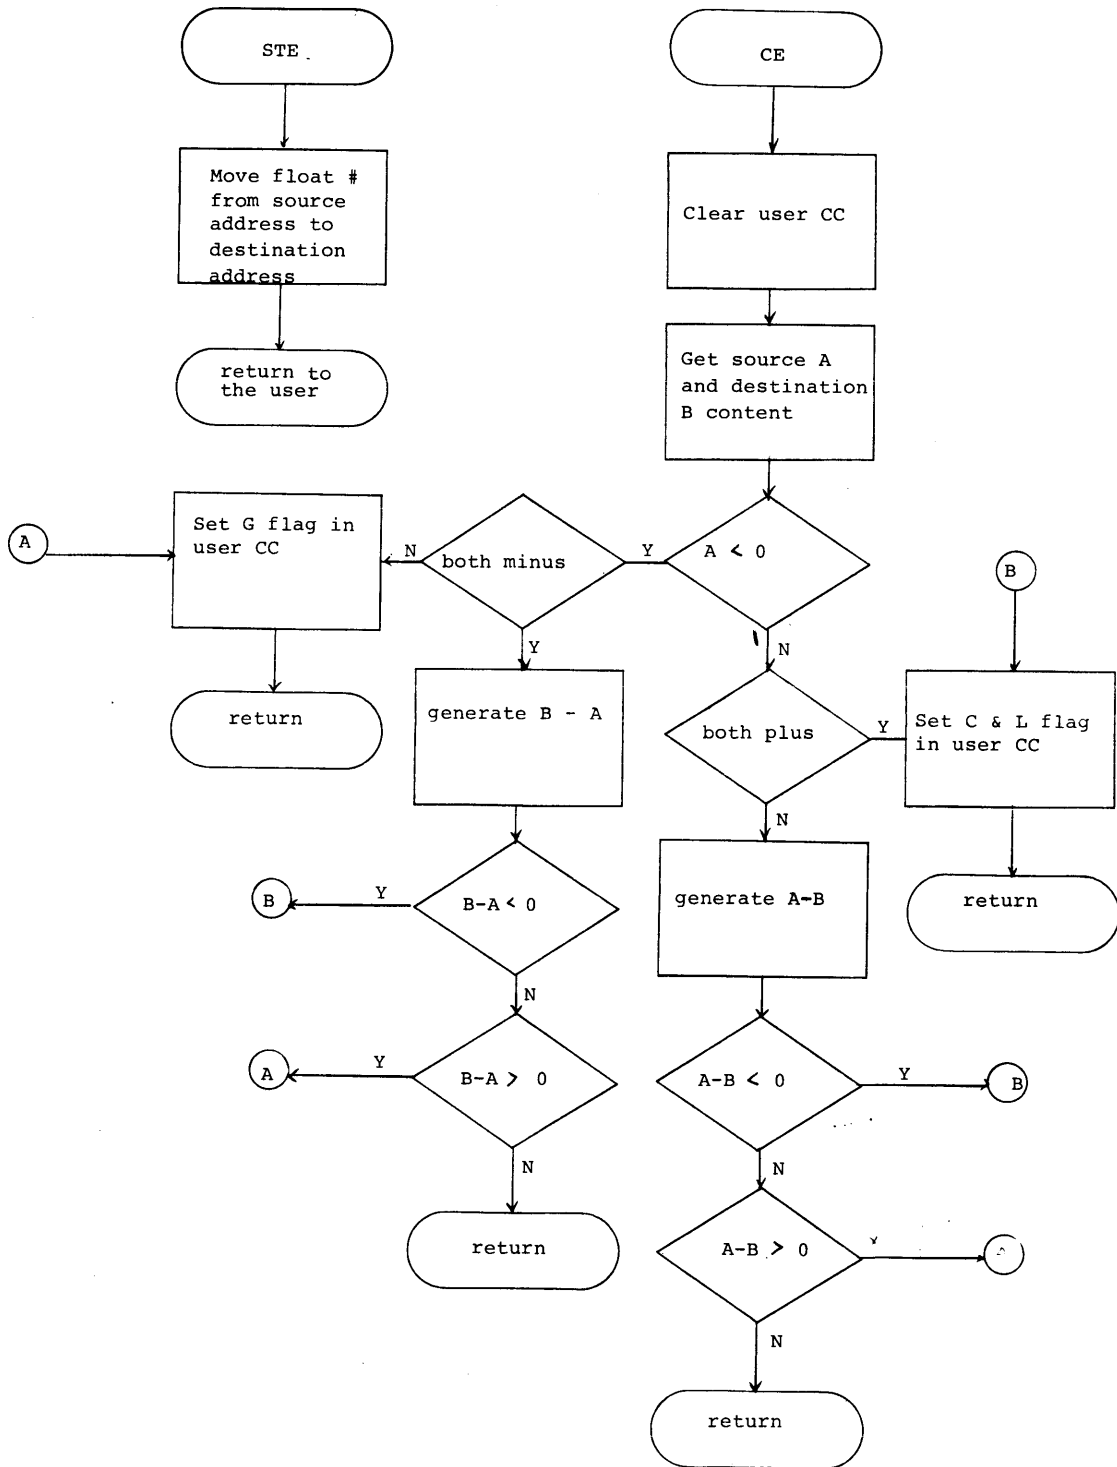 STE
Move float #
from source
address to
destination
address
return to
the user
CE
Clear user CC
Get source A
and destination
B content
A < 0
Y
both minus
N
Set G flag in
user CC
A
return
Y
generate B - A
B-A < 0
Y
B
N
B-A > 0
Y
A
N
return
N
both plus
Y
Set C & L flag
in user CC
B
return
N
generate A-B
A-B < 0
Y
B
N
A-B > 0
N
return